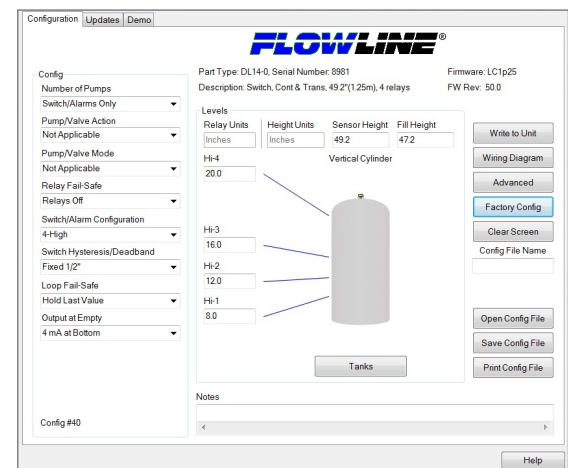 Configuration Updates Demo
FLOWLINE®
Part Type: DL14-0, Serial Number: 8981 Firmware: LC1p25
Description: Switch, Cont & Trans, 49.2"(1.25m), 4 relays FW Rev: 50.0
Config
Number of Pumps
Switch/Alarms Only
Pump/Valve Action
Not Applicable
Pump/Valve Mode
Not Applicable
Relay Fail-Safe
Relays Off
Switch/Alarm Configuration
4-High
Switch Hysteresis/Deadband
Fixed 1/2"
Loop Fail-Safe
Hold Last Value
Output at Empty
4 mA at Bottom
Config #40
Levels
Relay Units Height Units Sensor Height Fill Height
Inches Inches 49.2 47.2
Hi-4 Vertical Cylinder
20.0
Hi-3
16.0
Hi-2
12.0
Hi-1
8.0
Tanks
Notes
Write to Unit
Wiring Diagram
Advanced
Factory Config
Clear Screen
Config File Name
Open Config File
Save Config File
Print Config File
Help